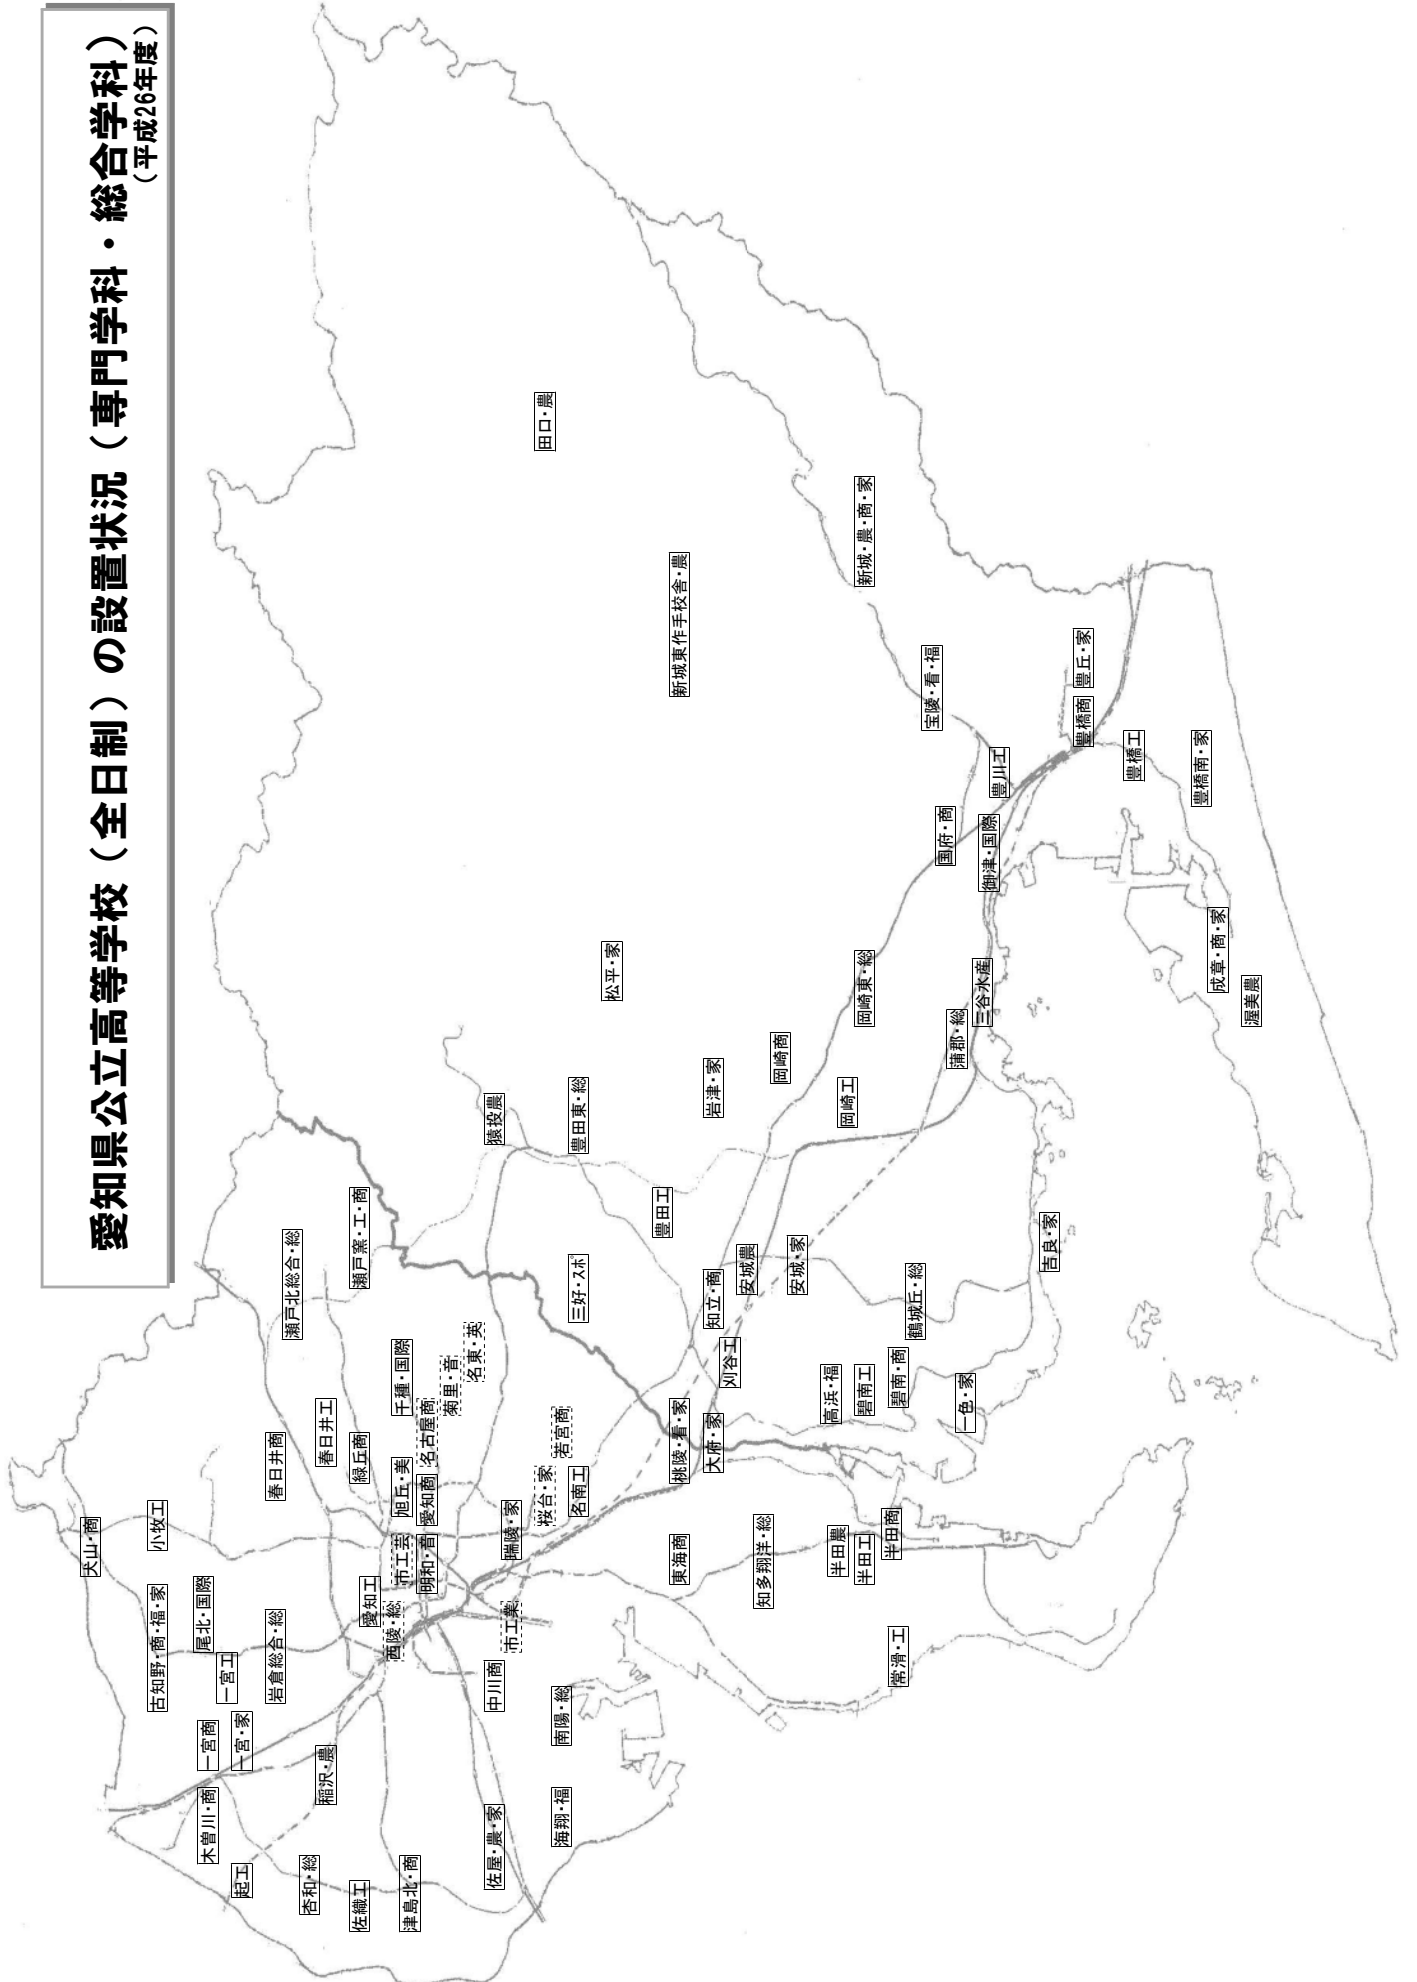 愛知県公立高等学校（全日制）の設置状況（専門学科・総合学科）
（平成26年度）
犬山・商
小牧工
古知野・商・福・家
尾北・国際
一宮工
岩倉総合・総
一宮商
一宮・家
木曽川・商
起工
稲沢・農
杏和・総
佐織工
津島北・商
佐屋・農・家
海翔・福
南陽・総
中川商
市工業
西陵・総
愛知工
市工芸
明和・音
瑞陵・家
旭丘・美
愛知商
名古屋商
桜台・家
名南工
若宮商
菊里・音
名東・英
千種・国際
緑丘商
春日井工
春日井商
瀬戸北総合・総
瀬戸窯・工・商
三好・スポ
猿投農
豊田東・総
豊田工
松平・家
田口・農
新城東作手校舎・農
新城・農・商・家
岩津・家
岡崎商
岡崎工
岡崎東・総
知立・商
安城農
安城・家
刈谷工
桃陵・看・家
大府・家
東海商
知多翔洋・総
半田農
半田工
半田商
常滑・工
高浜・福
碧南工
碧南・商
一色・家
鶴城丘・総
吉良・家
蒲郡・総
三谷水産
国府・商
御津・国際
豊川工
宝陵・看・福
豊橋商
豊丘・家
豊橋工
豊橋南・家
成章・商・家
渥美農